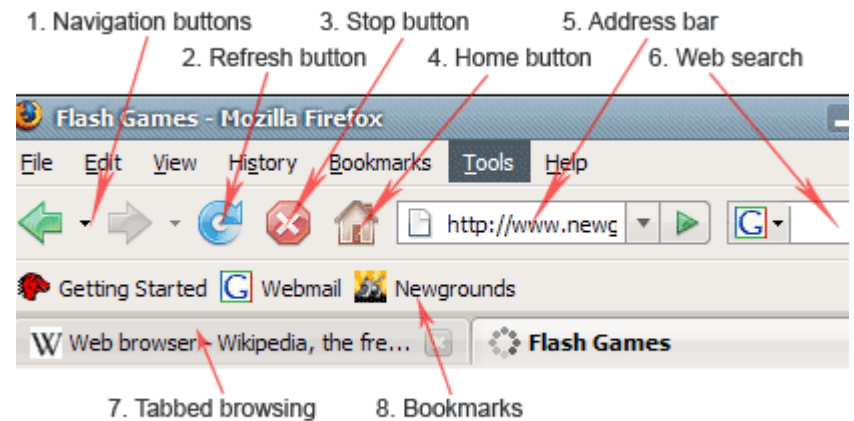 1. Navigation buttons 3. Stop button 5. Address bar
2. Refresh button 4. Home button 6. Web search
Flash Games - Mozilla Firefox
File Edit View History Bookmarks Tools Help
http://www.newg G
Getting Started G Webmail Newgrounds
W Web browser - Wikipedia, the fre... Flash Games
7. Tabbed browsing 8. Bookmarks